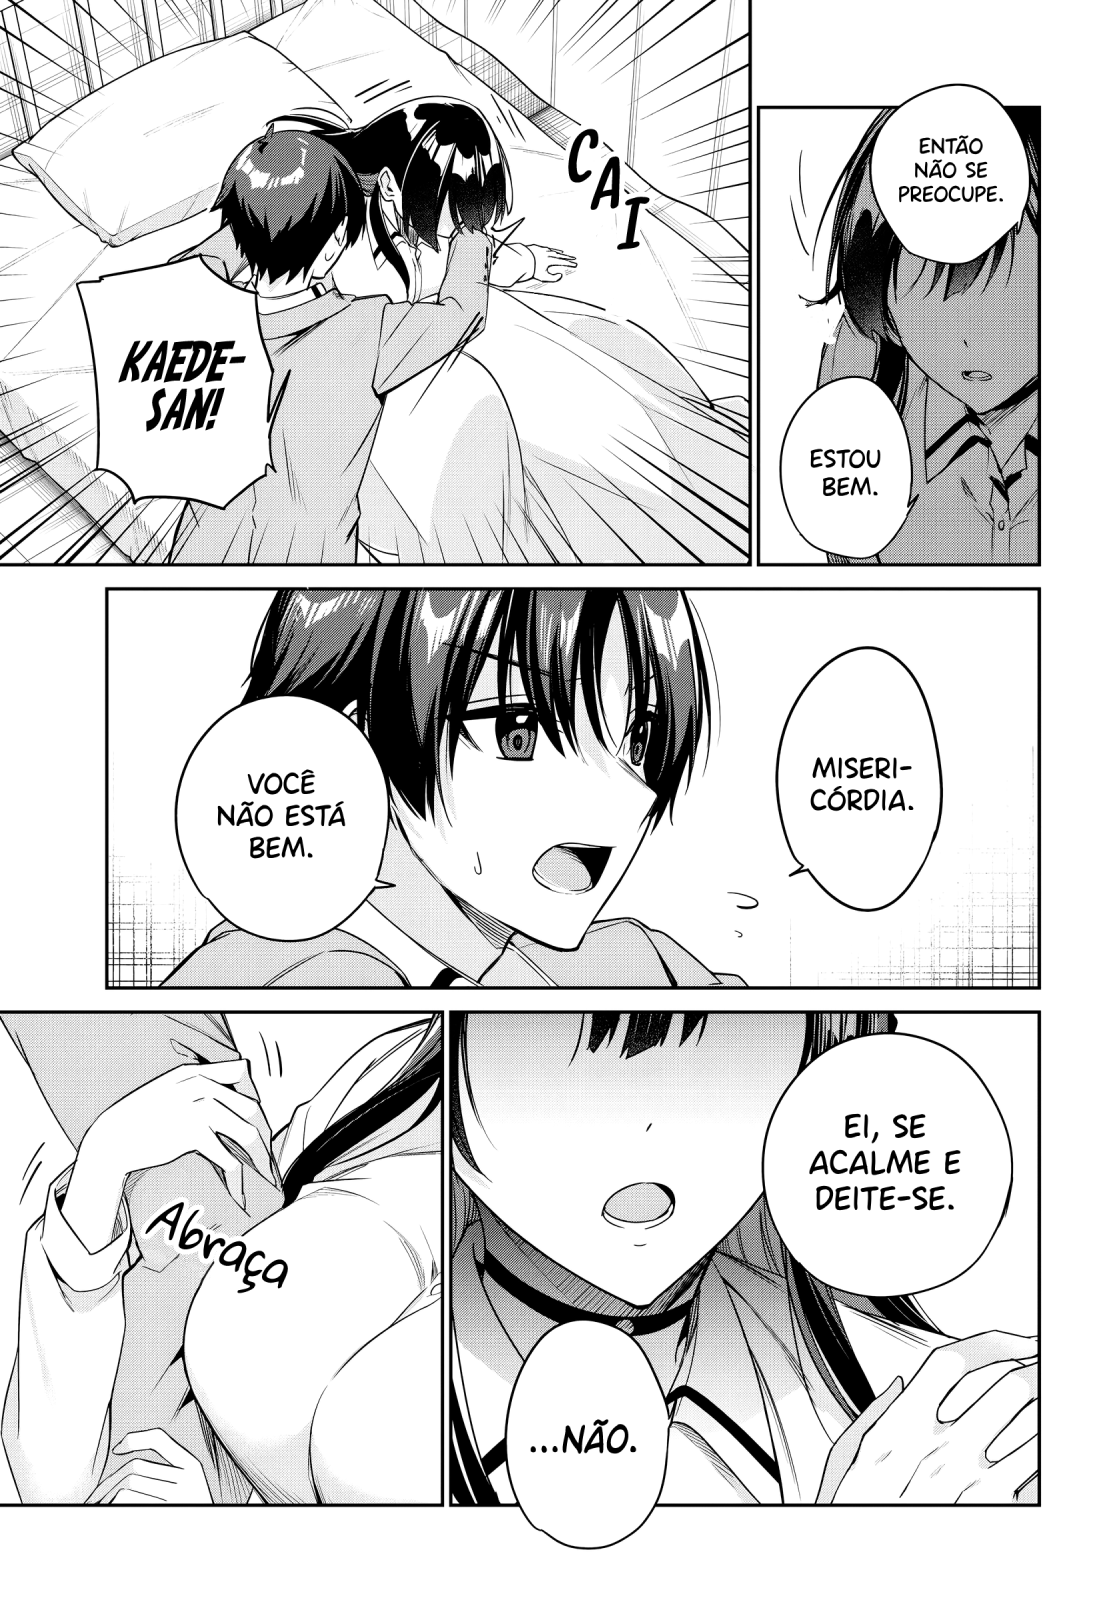 ENTÃO
NÃO SE
PREOCUPE.
ESTOU
BEM.
CAI
KAEDE-
SAN!
MISERI-
CÓRDIA.
VOCÊ
NÃO ESTÁ
BEM.
EI, SE
ACALME E
DEITE-SE.
...NÃO.
Abraça